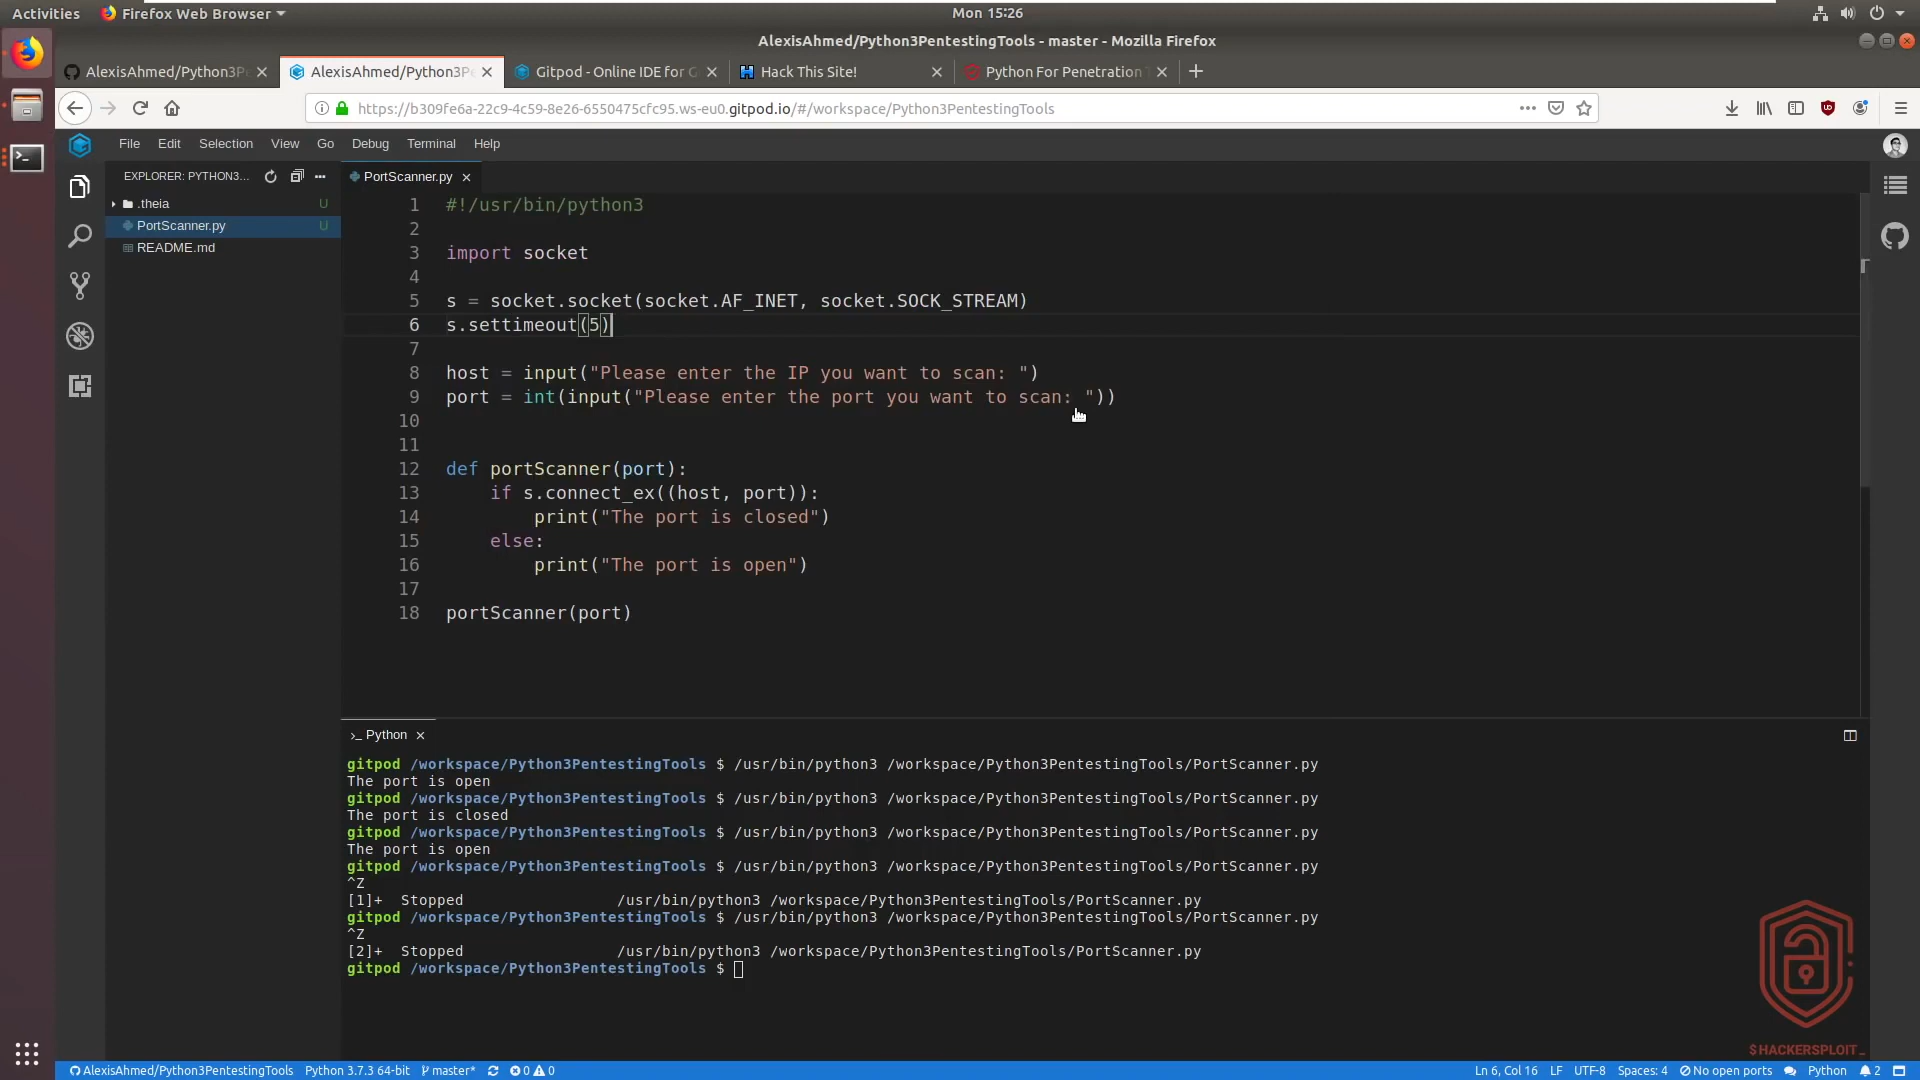 Activities Firefox Web Browser Mon 15:26
AlexisAhmed/Python3PentestingTools - master - Mozilla Firefox
AlexisAhmed/Python3P AlexisAhmed/Python3P Gitpod - Online IDE for G Hack This Site! Python For Penetration T
https://b309fe6a-22c9-4c59-8e26-6550475cfc95.ws-eu0.gitpod.io/#/workspace/Python3PentestingTools
File Edit Selection View Go Debug Terminal Help
EXPLORER: PYTHON3...
.theia U
PortScanner.py U
README.md
PortScanner.py
1 #!/usr/bin/python3
2
3 import socket
4
5 s = socket.socket(socket.AF_INET, socket.SOCK_STREAM)
6 s.settimeout(5)
7
8 host = input("Please enter the IP you want to scan: ")
9 port = int(input("Please enter the port you want to scan: "))
10
11
12 def portScanner(port):
13 if s.connect_ex((host, port)):
14 print("The port is closed")
15 else:
16 print("The port is open")
17
18 portScanner(port)
>_ Python
gitpod /workspace/Python3PentestingTools $ /usr/bin/python3 /workspace/Python3PentestingTools/PortScanner.py
The port is open
gitpod /workspace/Python3PentestingTools $ /usr/bin/python3 /workspace/Python3PentestingTools/PortScanner.py
The port is closed
gitpod /workspace/Python3PentestingTools $ /usr/bin/python3 /workspace/Python3PentestingTools/PortScanner.py
The port is open
gitpod /workspace/Python3PentestingTools $ /usr/bin/python3 /workspace/Python3PentestingTools/PortScanner.py
^Z
[1]+ Stopped /usr/bin/python3 /workspace/Python3PentestingTools/PortScanner.py
gitpod /workspace/Python3PentestingTools $ /usr/bin/python3 /workspace/Python3PentestingTools/PortScanner.py
^Z
[2]+ Stopped /usr/bin/python3 /workspace/Python3PentestingTools/PortScanner.py
gitpod /workspace/Python3PentestingTools $
$HACKERSPLOIT_
AlexisAhmed/Python3PentestingTools Python 3.7.3 64-bit master* 0 0 Ln 6, Col 16 LF UTF-8 Spaces: 4 No open ports Python 2